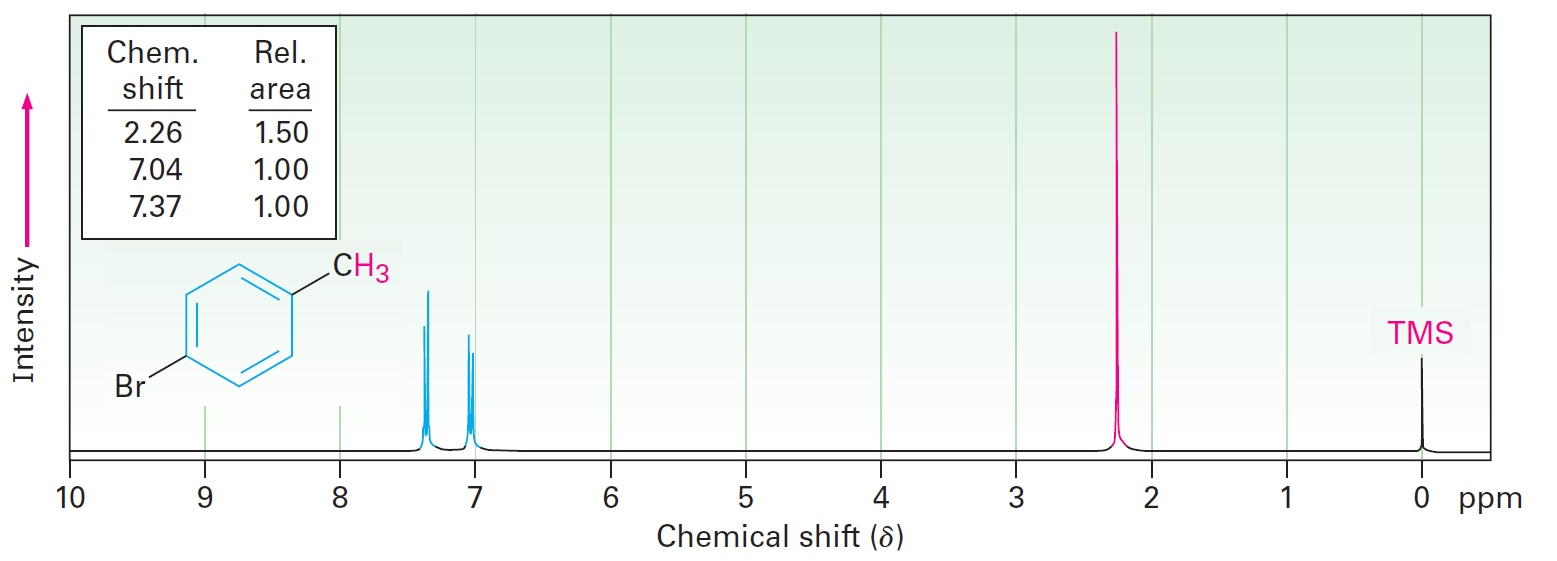 Chem. shift Rel. area
2.26 1.50
7.04 1.00
7.37 1.00
CH3
Br
Intensity
TMS
10 9 8 7 6 5 4 3 2 1 0 ppm
Chemical shift (δ)